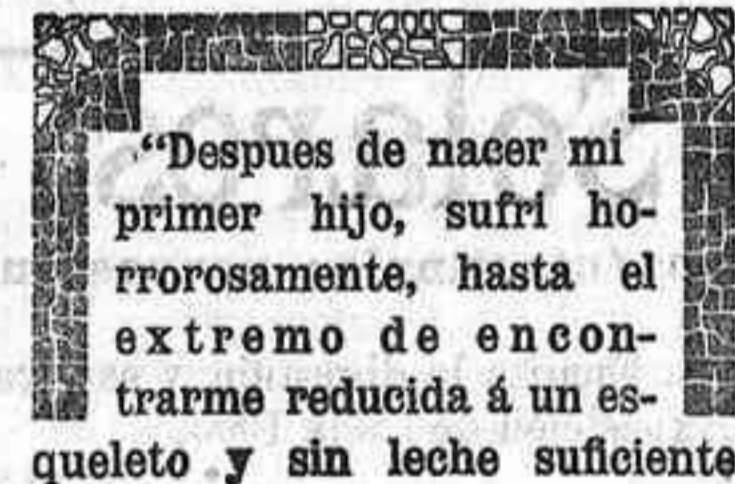 “Despues de nacer mi
primer hijo, sufri ho-
rrorosamente, hasta el
extremo de encon-
trarme reducida á un es-
queleto y sin leche suficiente